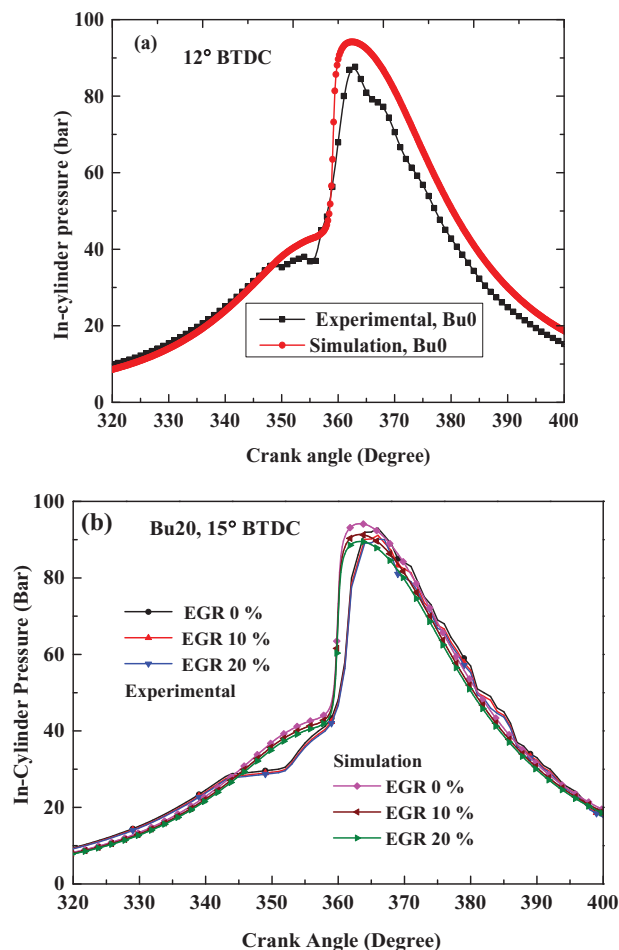 (a)
12° BTDC
In-cylinder pressure (bar)
100
80
60
40
20
0
Experimental, Bu0
Simulation, Bu0
320 330 340 350 360 370 380 390 400
Crank angle (Degree)
(b)
Bu20, 15° BTDC
In-Cylinder Pressure (Bar)
100
80
60
40
20
0
EGR 0 %
EGR 10 %
EGR 20 %
Experimental
Simulation
EGR 0 %
EGR 10 %
EGR 20 %
320 330 340 350 360 370 380 390 400
Crank Angle (Degree)